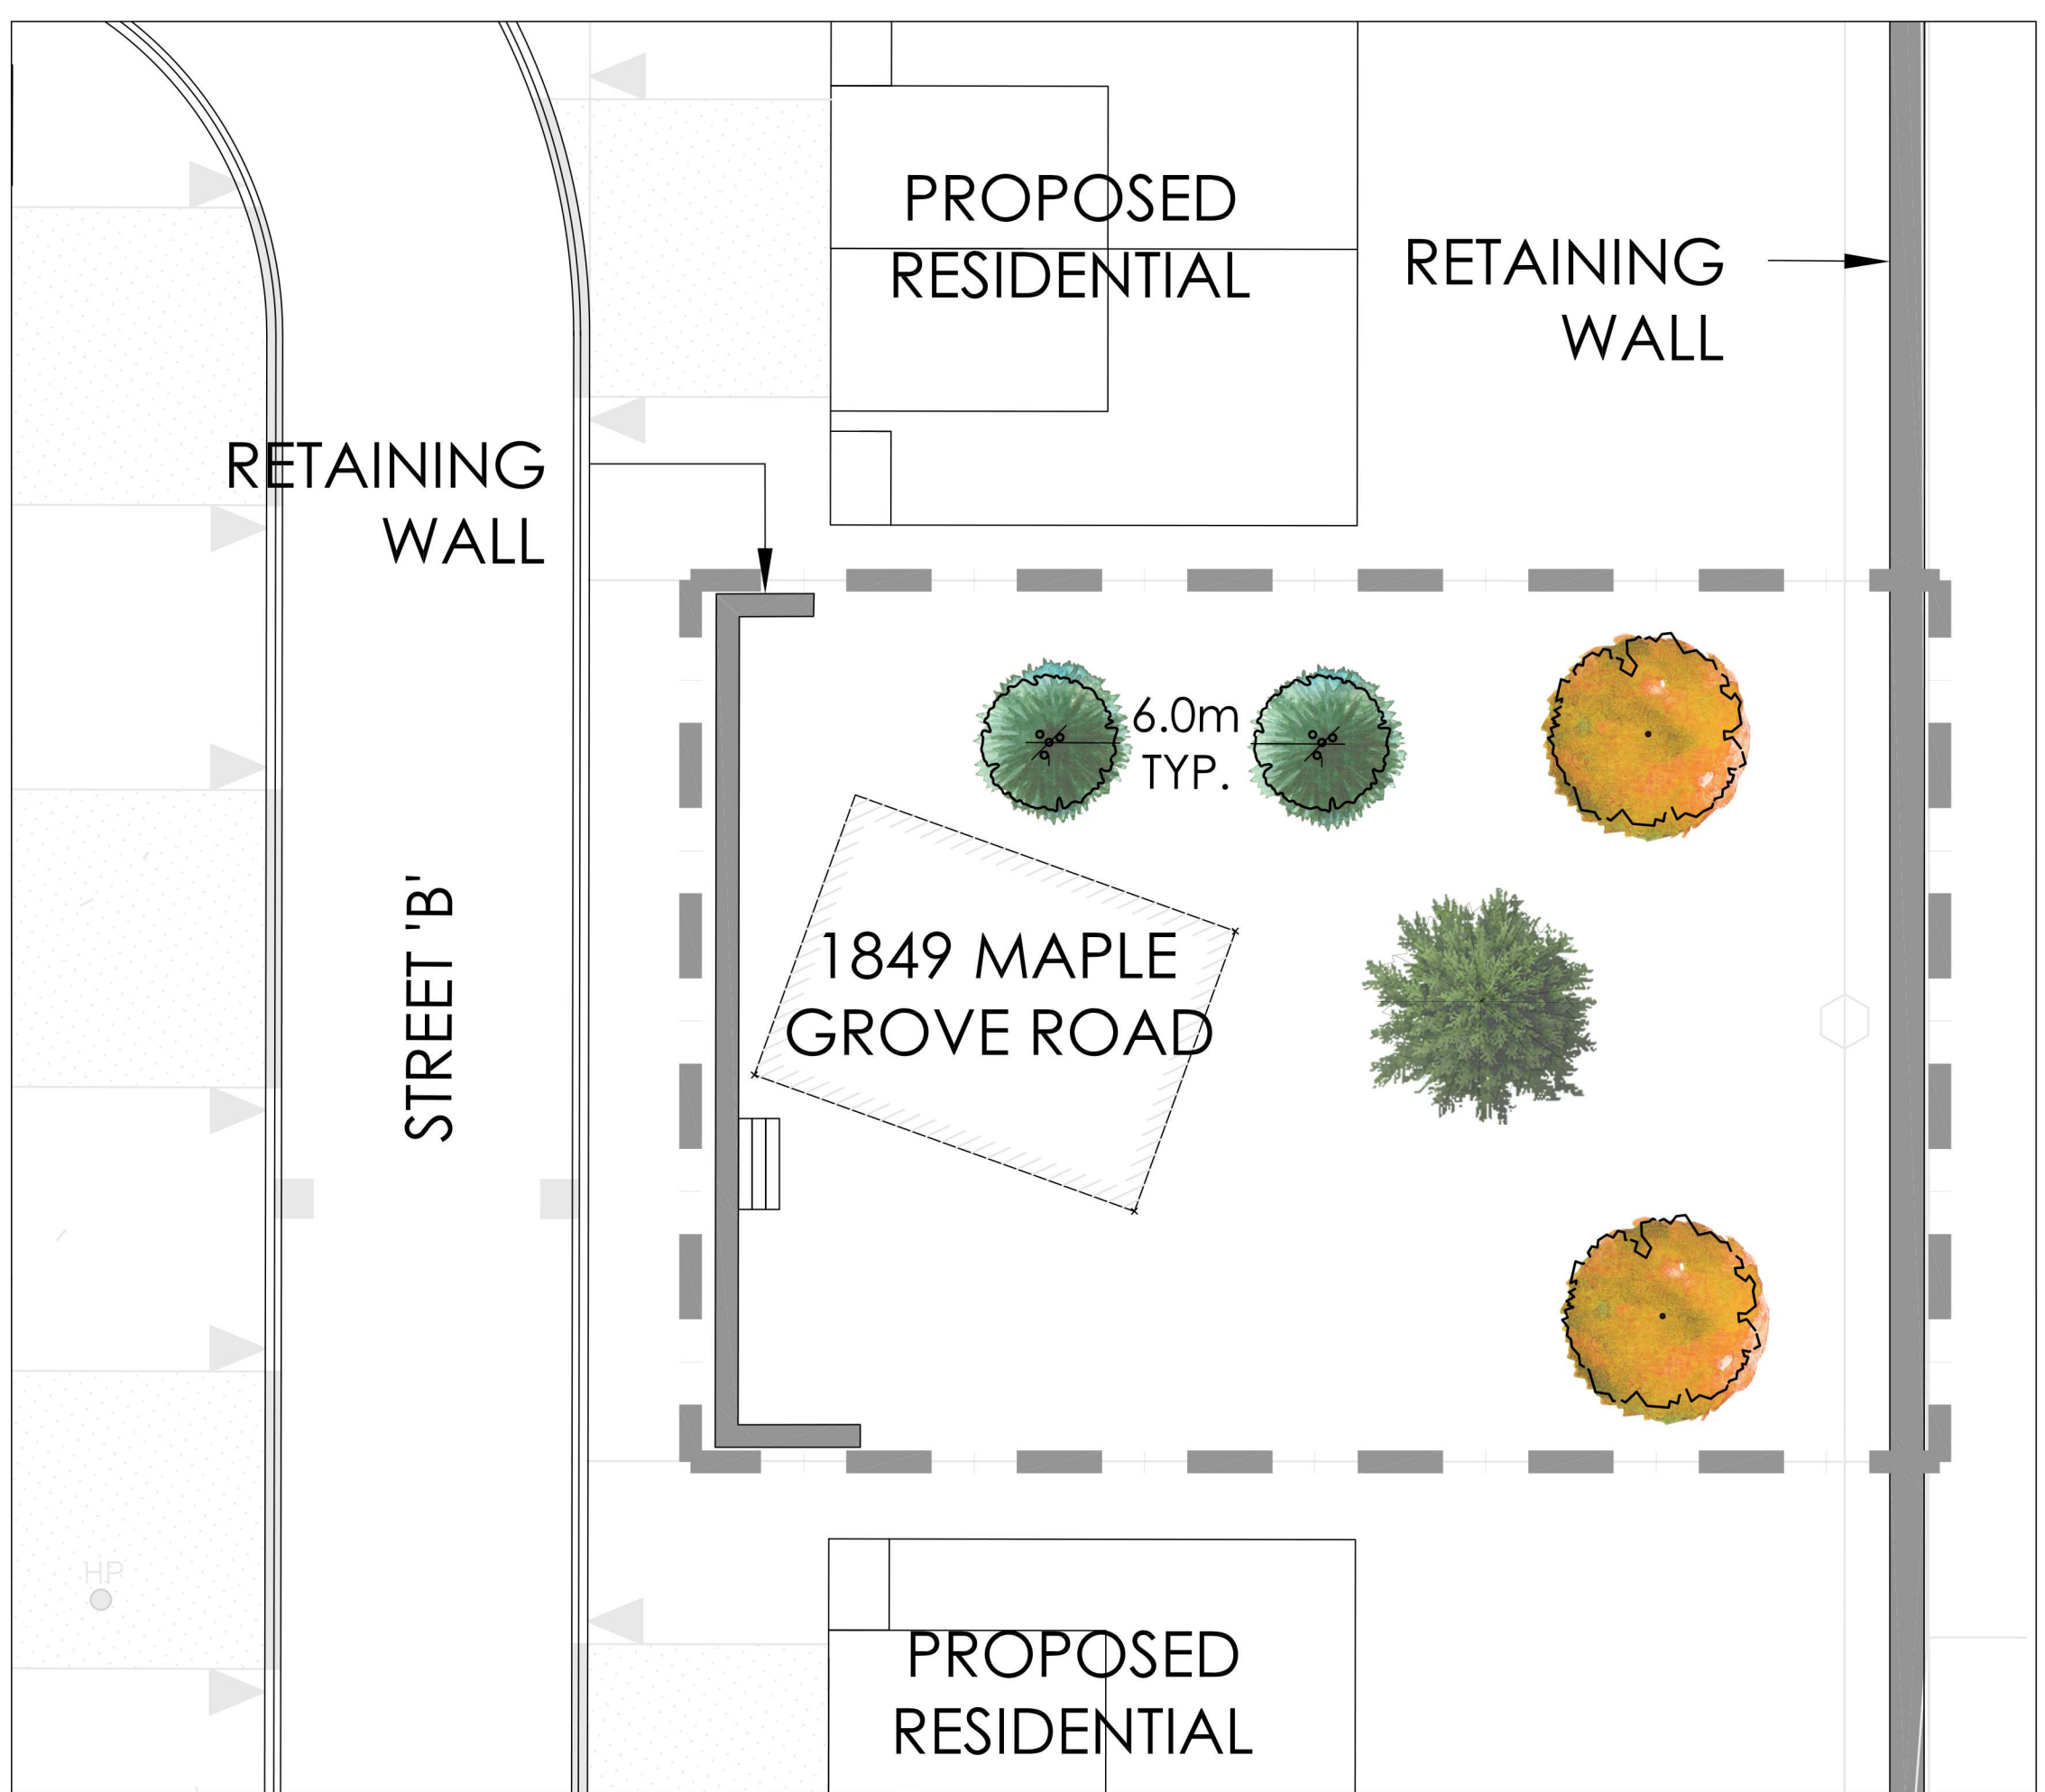 PROPOSED
RESIDENTIAL
RETAINING
WALL
RETAINING
WALL
6.0m
TYP.
STREET 'B'
1849 MAPLE
GROVE ROAD
HP
PROPOSED
RESIDENTIAL